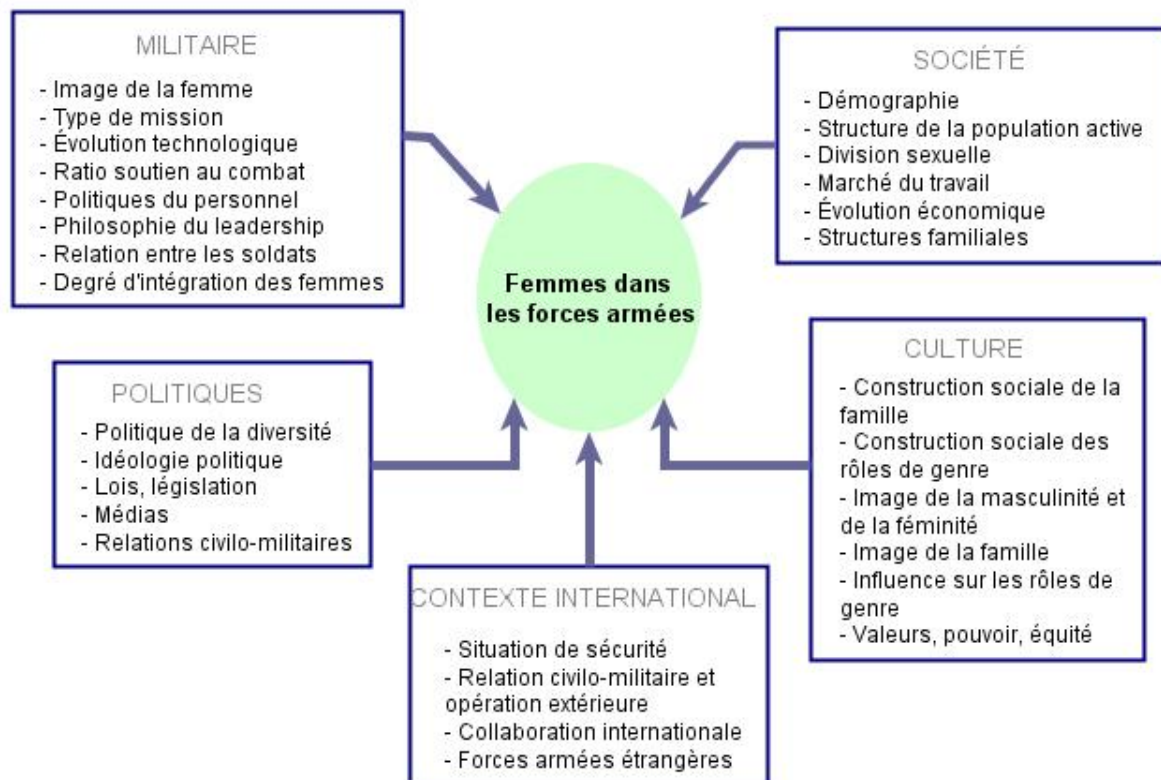 MILITAIRE
- Image de la femme
- Type de mission
- Évolution technologique
- Ratio soutien au combat
- Politiques du personnel
- Philosophie du leadership
- Relation entre les soldats
- Degré d'intégration des femmes
SOCIÉTÉ
- Démographie
- Structure de la population active
- Division sexuelle
- Marché du travail
- Évolution économique
- Structures familiales
Femmes dans
les forces armées
POLITIQUES
- Politique de la diversité
- Idéologie politique
- Lois, législation
- Médias
- Relations civilo-militaires
CULTURE
- Construction sociale de la
famille
- Construction sociale des
rôles de genre
- Image de la masculinité et
de la féminité
- Image de la famille
- Influence sur les rôles de
genre
- Valeurs, pouvoir, équité
CONTEXTE INTERNATIONAL
- Situation de sécurité
- Relation civilo-militaire et
opération extérieure
- Collaboration internationale
- Forces armées étrangères